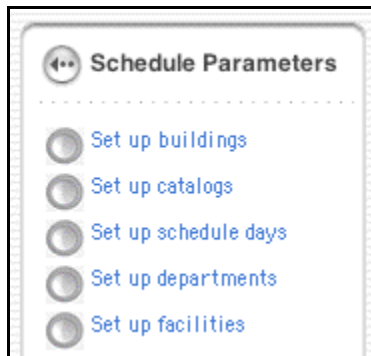 Schedule Parameters
Set up buildings
Set up catalogs
Set up schedule days
Set up departments
Set up facilities